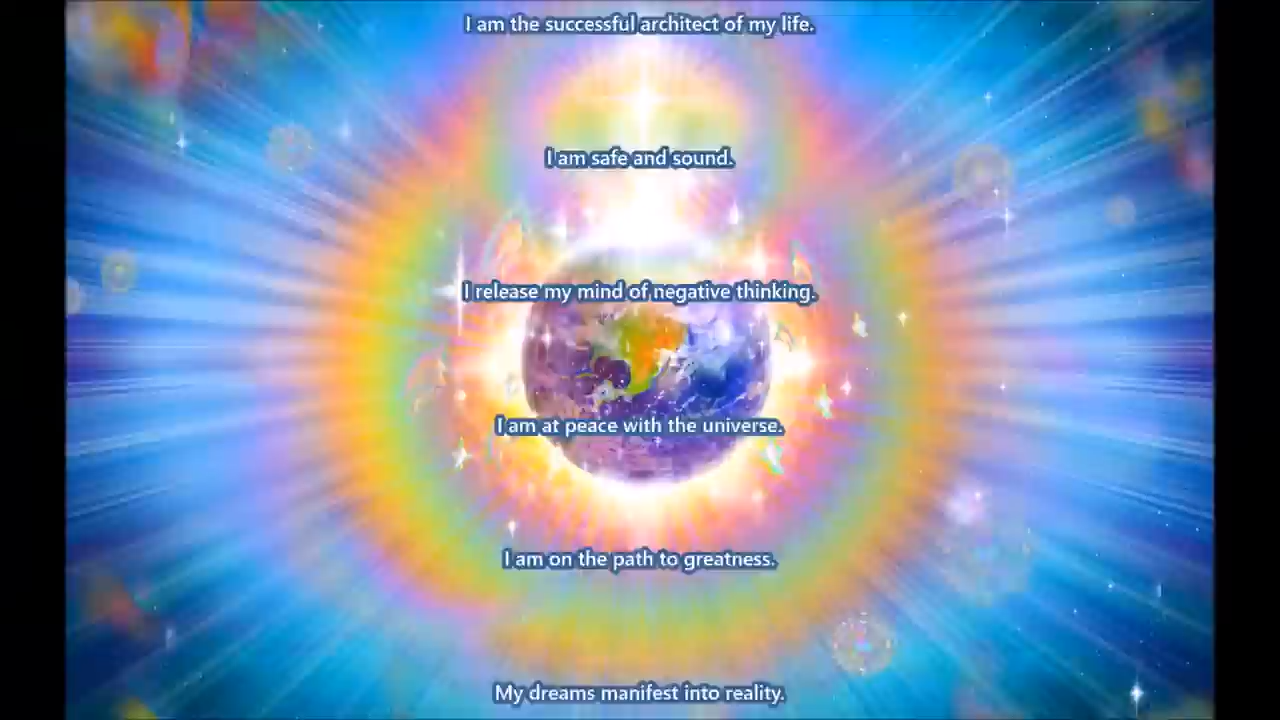 I am the successful architect of my life.
I am safe and sound.
I release my mind of negative thinking.
I am at peace with the universe.
I am on the path to greatness.
My dreams manifest into reality.